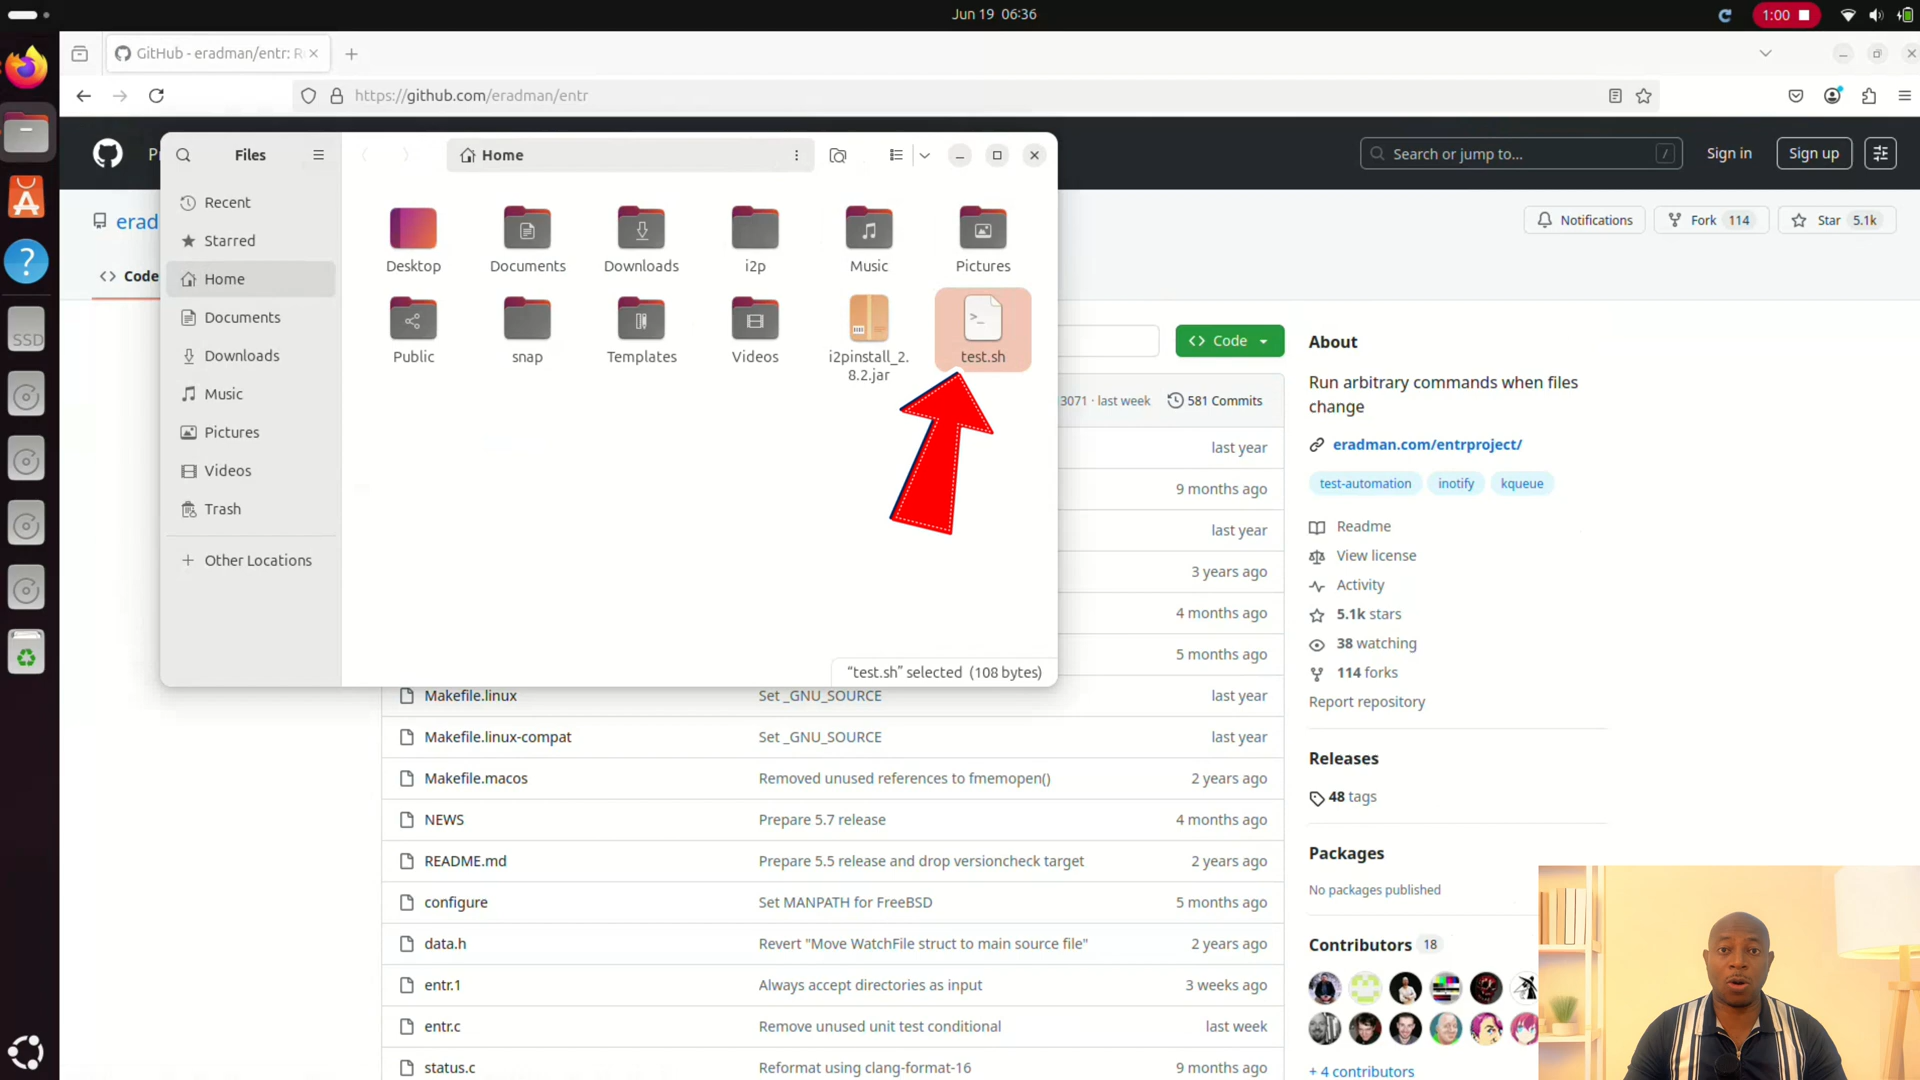 Jun 19 06:36
1:00
GitHub - eradman/entr: R
https://github.com/eradman/entr
Search or jump to...
/
Sign in
Sign up
Files
Home
Recent
Starred
Home
Documents
Downloads
Music
Pictures
Videos
Trash
Other Locations
Desktop
Documents
Downloads
i2p
Music
Pictures
Public
snap
Templates
Videos
i2pinstall_2.
8.2.jar
test.sh
“test.sh” selected (108 bytes)
SSD
erad
Code
Notifications
Fork 114
Star 5.1k
Code
3071 · last week
581 Commits
last year
9 months ago
last year
3 years ago
4 months ago
5 months ago
Makefile.linux Set _GNU_SOURCE last year
Makefile.linux-compat Set _GNU_SOURCE last year
Makefile.macos Removed unused references to fmemopen() 2 years ago
NEWS Prepare 5.7 release 4 months ago
README.md Prepare 5.5 release and drop versioncheck target 2 years ago
configure Set MANPATH for FreeBSD 5 months ago
data.h Revert "Move WatchFile struct to main source file" 2 years ago
entr.1 Always accept directories as input 3 weeks ago
entr.c Remove unused unit test conditional last week
status.c Reformat using clang-format-16 9 months ago
About
Run arbitrary commands when files
change
eradman.com/entrproject/
test-automation inotify kqueue
Readme
View license
Activity
5.1k stars
38 watching
114 forks
Report repository
Releases
48 tags
Packages
No packages published
Contributors 18
+ 4 contributors